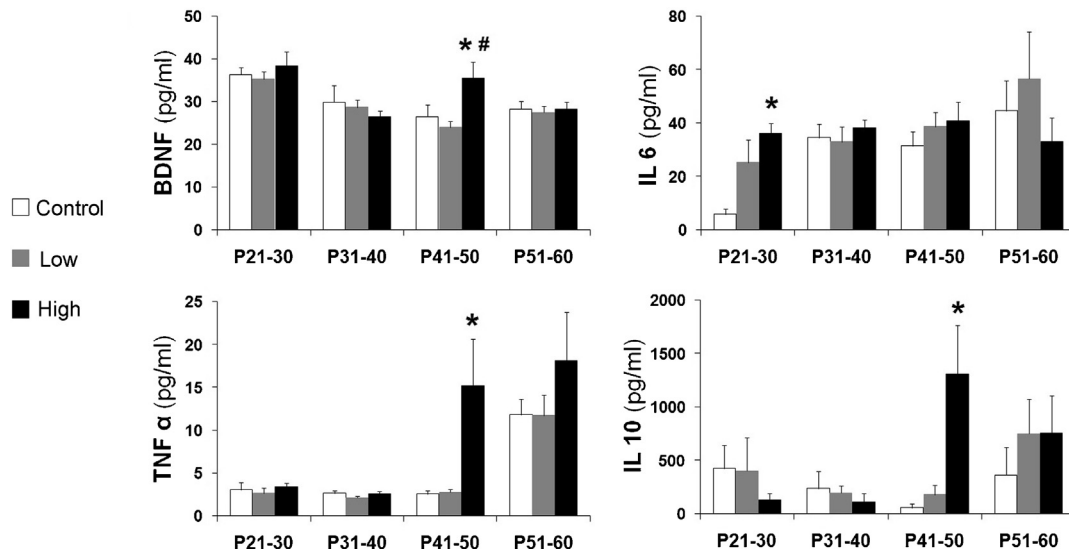 Control
Low
High
BDNF (pg/ml)
50
40
30
20
10
0
* #
P21-30 P31-40 P41-50 P51-60
IL 6 (pg/ml)
80
60
40
20
0
*
P21-30 P31-40 P41-50 P51-60
TNF α (pg/ml)
25
20
15
10
5
0
*
P21-30 P31-40 P41-50 P51-60
IL 10 (pg/ml)
2000
1500
1000
500
0
*
P21-30 P31-40 P41-50 P51-60